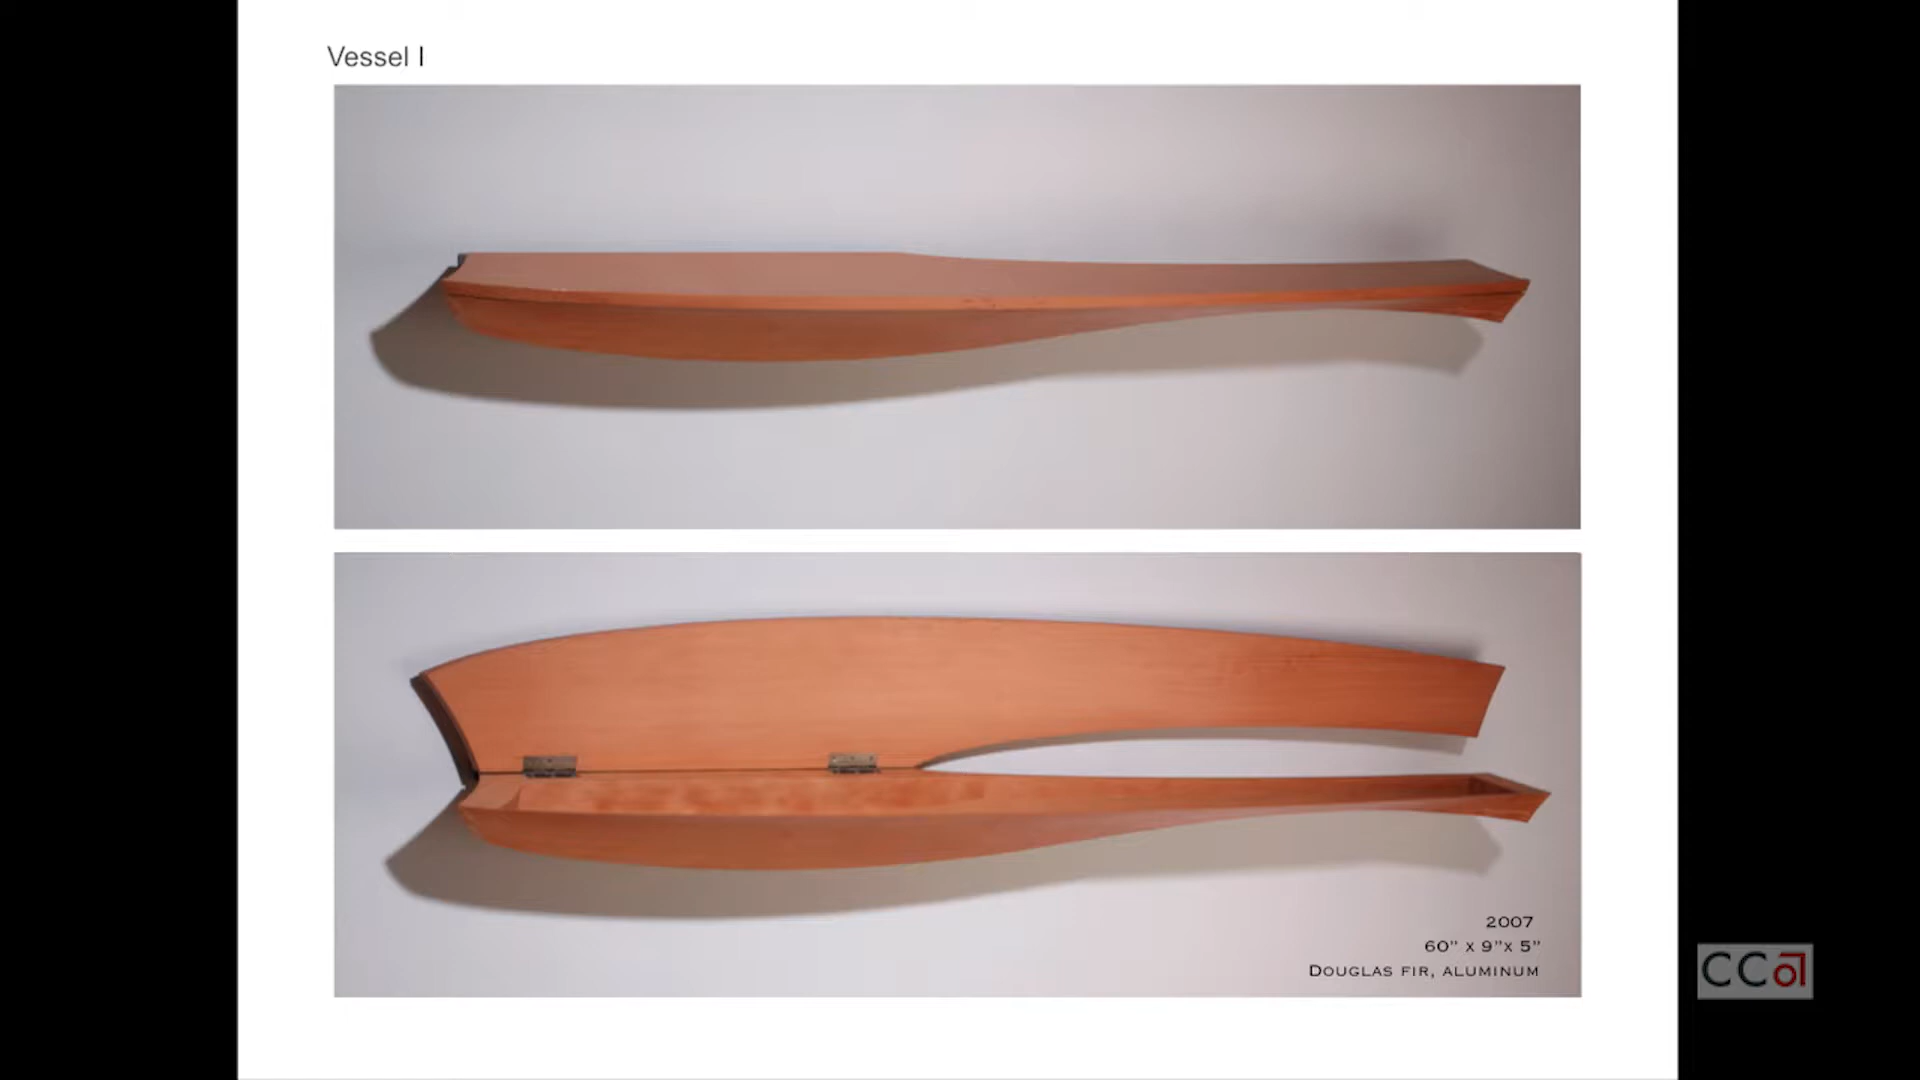 Vessel I
2007
60" x 9"x 5"
Douglas fir, aluminum
CCA